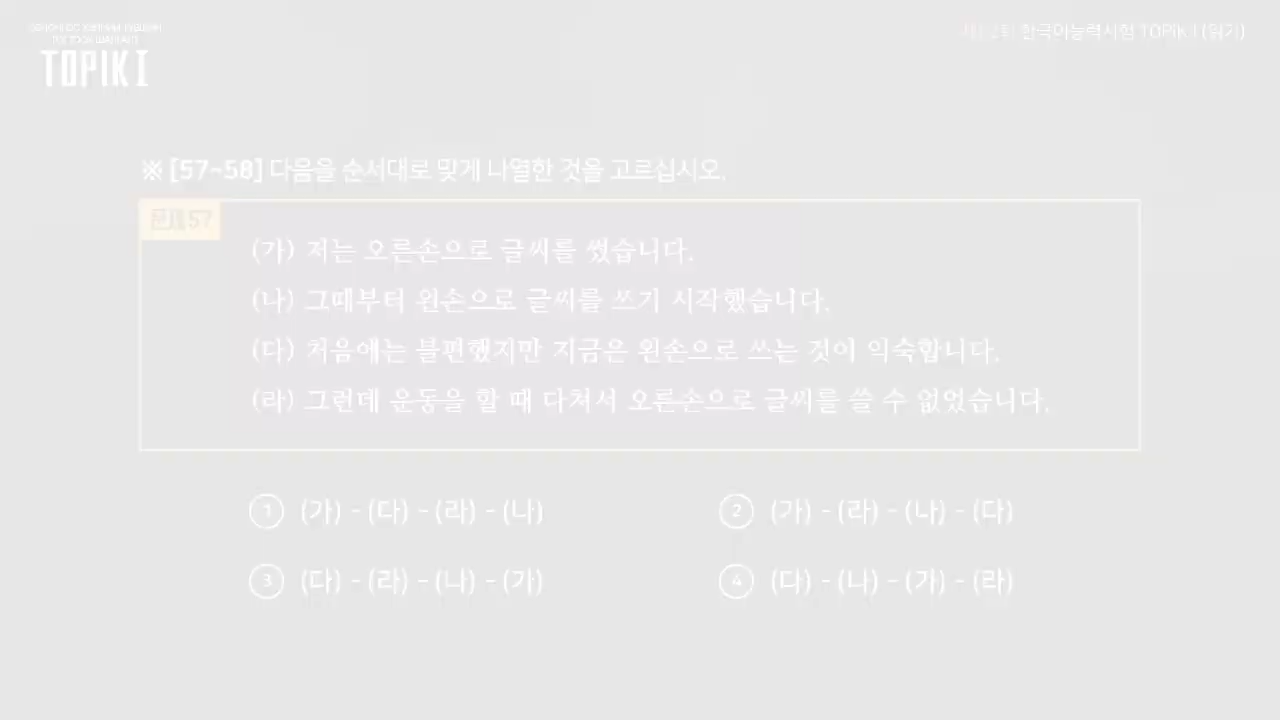 TOPIK I
한국어능력시험 TOPIK I (읽기)
※ [57~58] 다음을 순서대로 맞게 나열한 것을 고르십시오.
문제57
(가) 저는 오른손으로 글씨를 썼습니다.
(나) 그때부터 왼손으로 글씨를 쓰기 시작했습니다.
(다) 처음에는 불편했지만 지금은 왼손으로 쓰는 것이 익숙합니다.
(라) 그런데 운동을 할 때 다쳐서 오른손으로 글씨를 쓸 수 없었습니다.
① (가) - (다) - (라) - (나)
② (가) - (라) - (나) - (다)
③ (다) - (라) - (나) - (가)
④ (다) - (나) - (가) - (라)